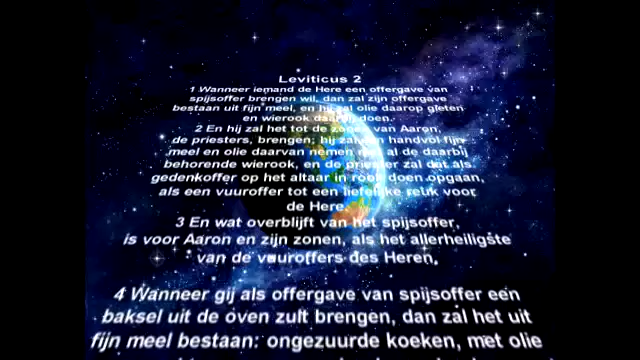 Leviticus 2
1 Wanneer iemand de Here een offergave van
spijsoffer brengen wil, dan zal zijn offergave
bestaan uit fijn meel, en hij zal olie daarop gieten
en wierook daarbij doen.
2 En hij zal het tot de zonen van Aaron,
de priesters, brengen; hij zal een handvol fijn
meel en olie daarvan nemen met al de daarbij
behorende wierook, en de priester zal dat als
gedenkoffer op het altaar in rook doen opgaan,
als een vuuroffer tot een liefelijke reuk voor
de Here.
3 En wat overblijft van het spijsoffer,
is voor Aaron en zijn zonen, als het allerheiligste
van de vuuroffers des Heren.
4 Wanneer gij als offergave van spijsoffer een
baksel uit de oven zult brengen, dan zal het uit
fijn meel bestaan: ongezuurde koeken, met olie